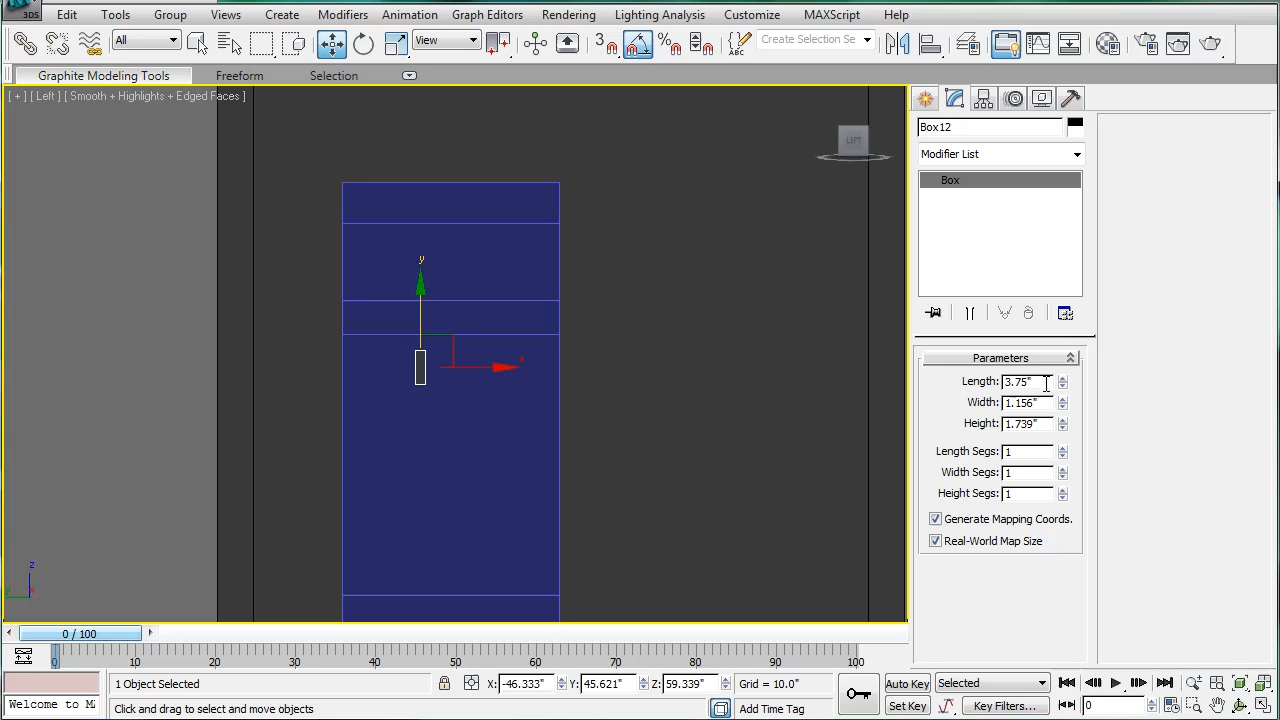 3DS Edit Tools Group Views Create Modifiers Animation Graph Editors Rendering Lighting Analysis Customize MAXScript Help
All View 3 % ABC Create Selection Se
Graphite Modeling Tools Freeform Selection
[ + ] [ Left ] [ Smooth + Highlights + Edged Faces ]
LEFT
Box12
Modifier List
Box
y
x
Parameters
Length: 3.75"
Width: 1.156"
Height: 1.739"
Length Segs: 1
Width Segs: 1
Height Segs: 1
Generate Mapping Coords.
Real-World Map Size
z
y x
0 / 100
0 10 20 30 40 50 60 70 80 90 100
1 Object Selected X: -46.333" Y: 45.621" Z: 59.339" Grid = 10.0" Auto Key Selected
Welcome to M Click and drag to select and move objects Add Time Tag Set Key Key Filters... 0